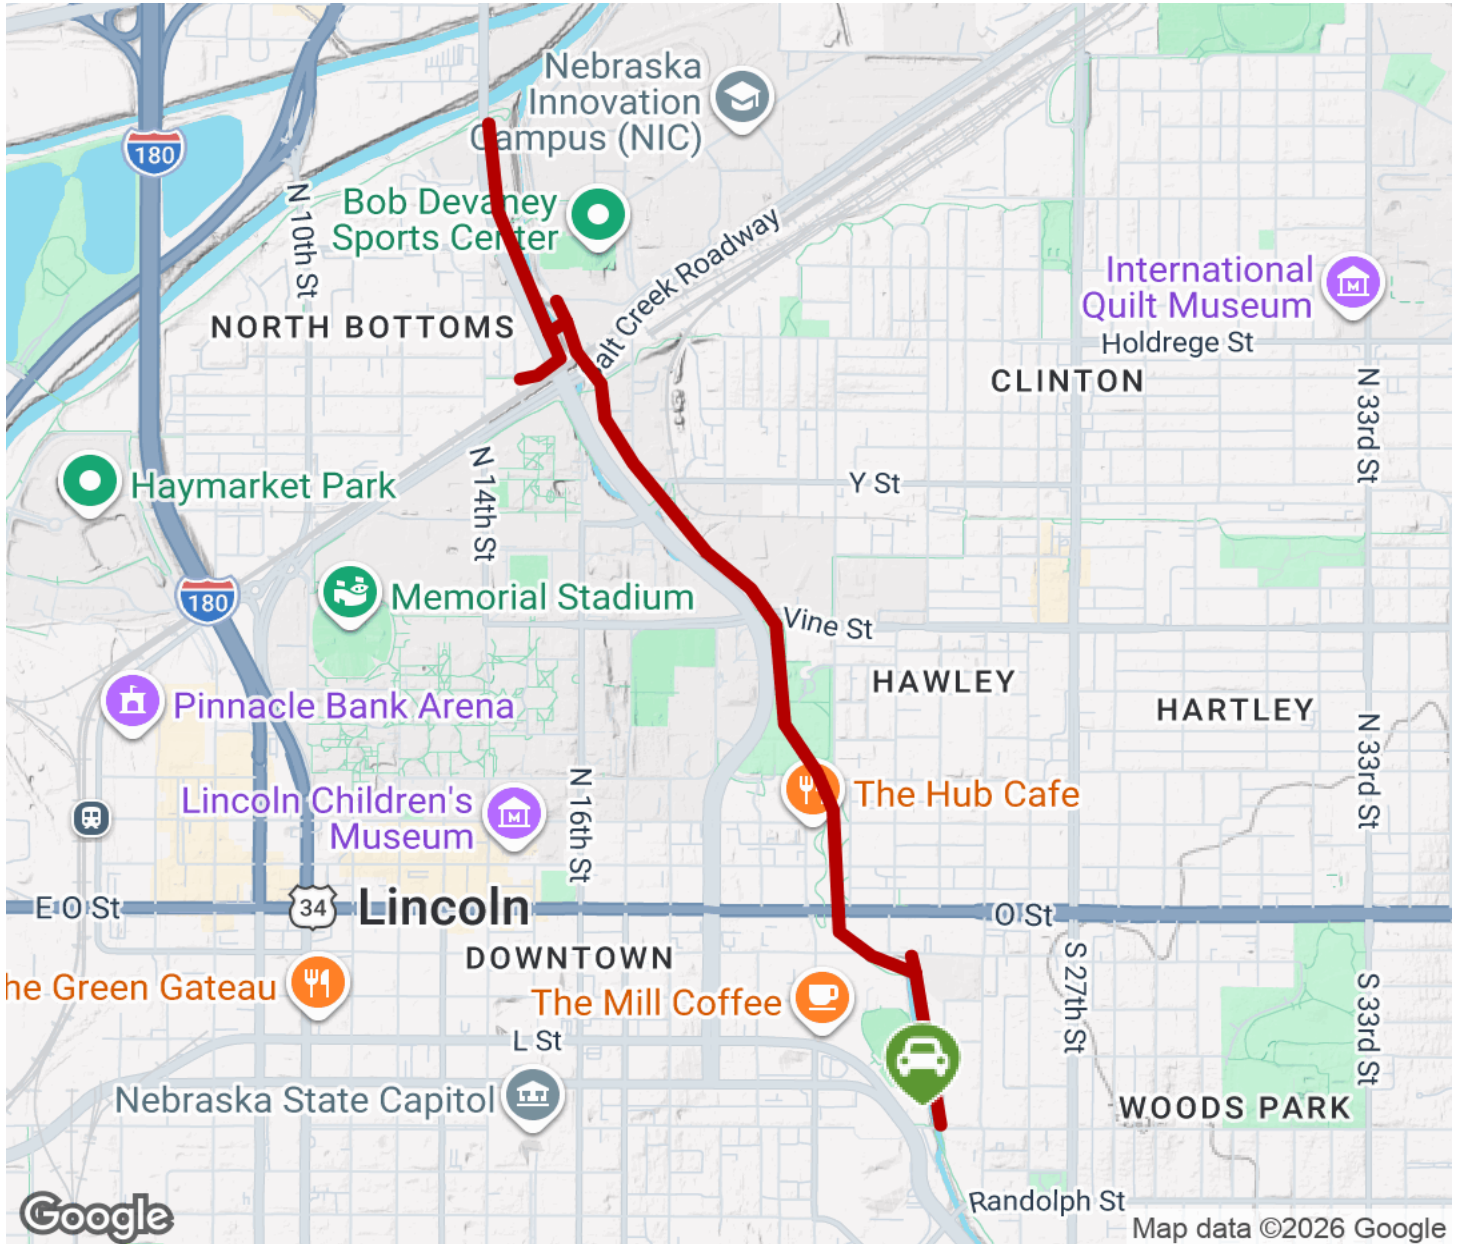 Nebraska
Innovation
Campus (NIC)
180
N 10th St
Bob Devaney
Sports Center
Salt Creek Roadway
International
Quilt Museum
NORTH BOTTOMS
Holdrege St
CLINTON
N 33rd St
Haymarket Park
N 14th St
Y St
180
Memorial Stadium
Vine St
HAWLEY
Pinnacle Bank Arena
HARTLEY
N 33rd St
Lincoln Children's
Museum
N 16th St
The Hub Cafe
E O St
34
Lincoln
O St
DOWNTOWN
S 27th St
he Green Gateau
The Mill Coffee
S 33rd St
L St
Nebraska State Capitol
WOODS PARK
Randolph St
Google
Map data ©2026 Google